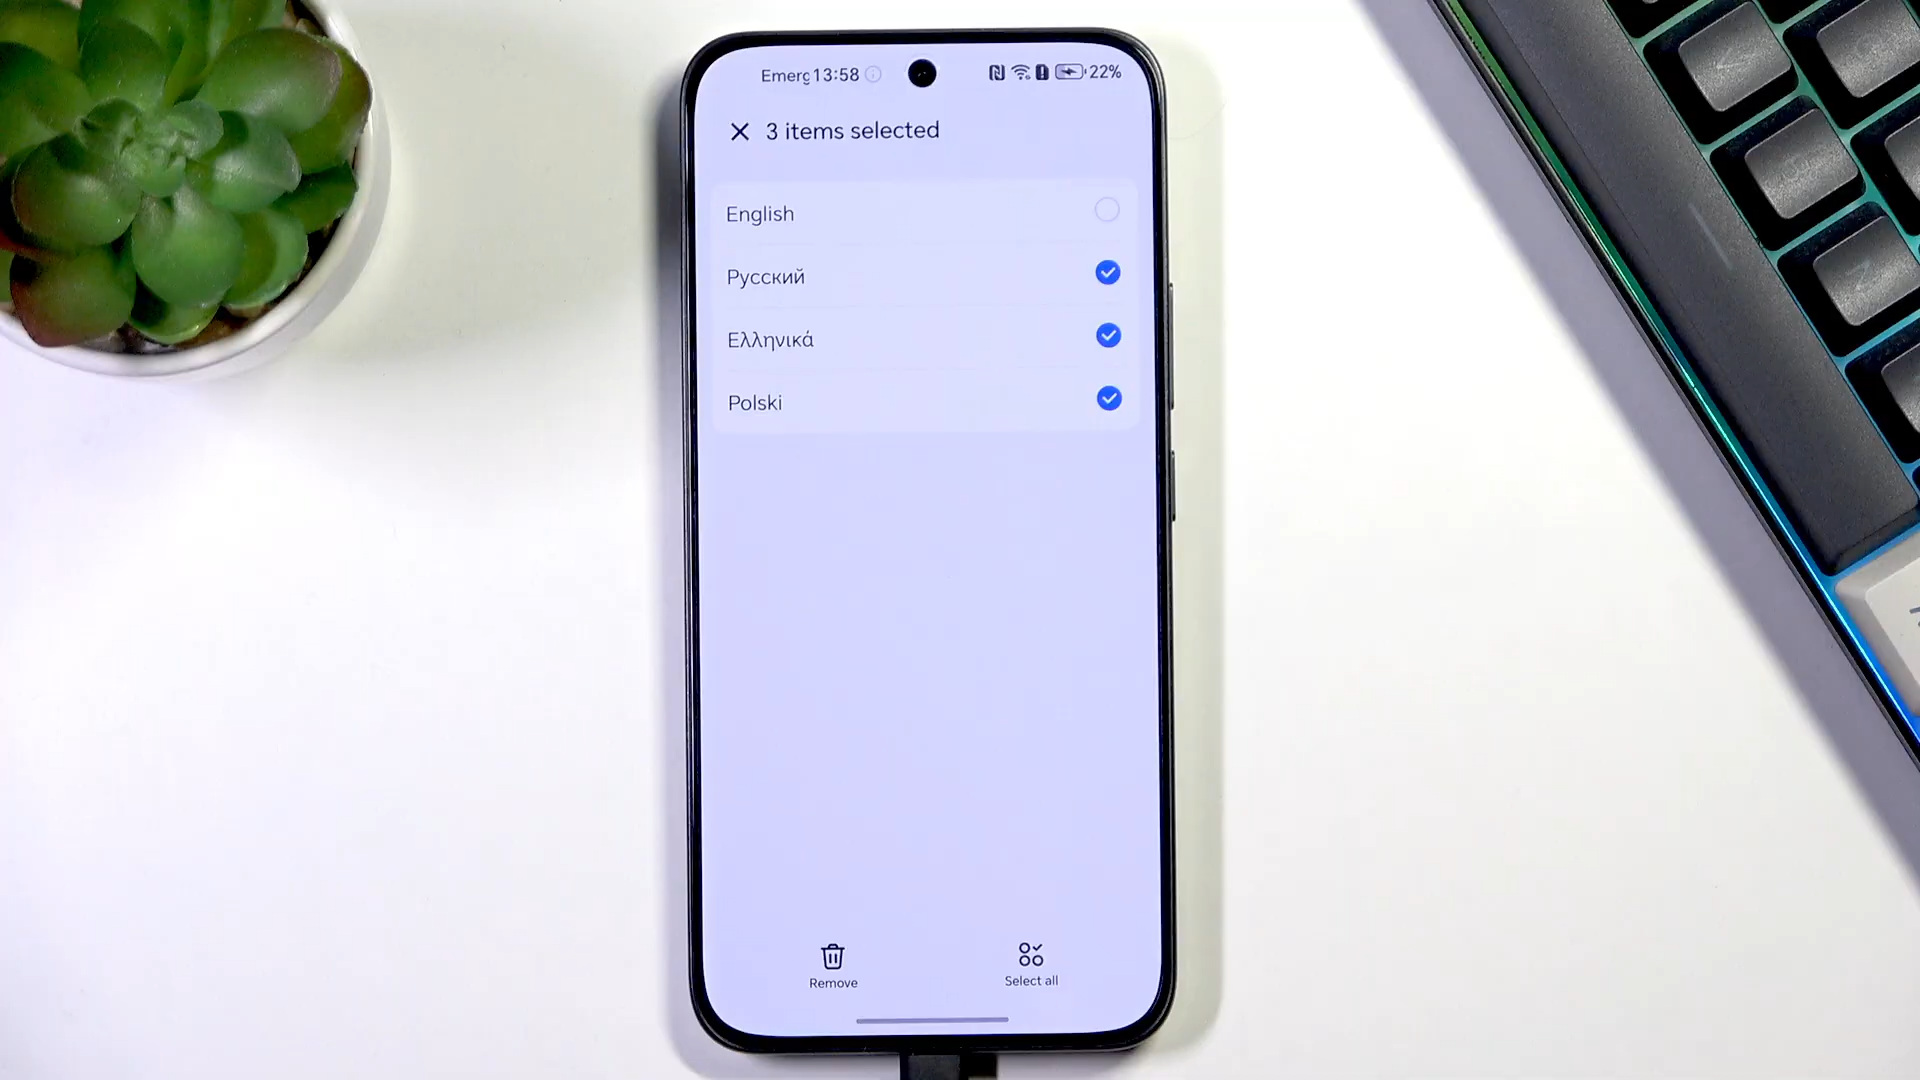 Emerg 13:58 22%
3 items selected
English
Русский
Ελληνικά
Polski
Remove Select all